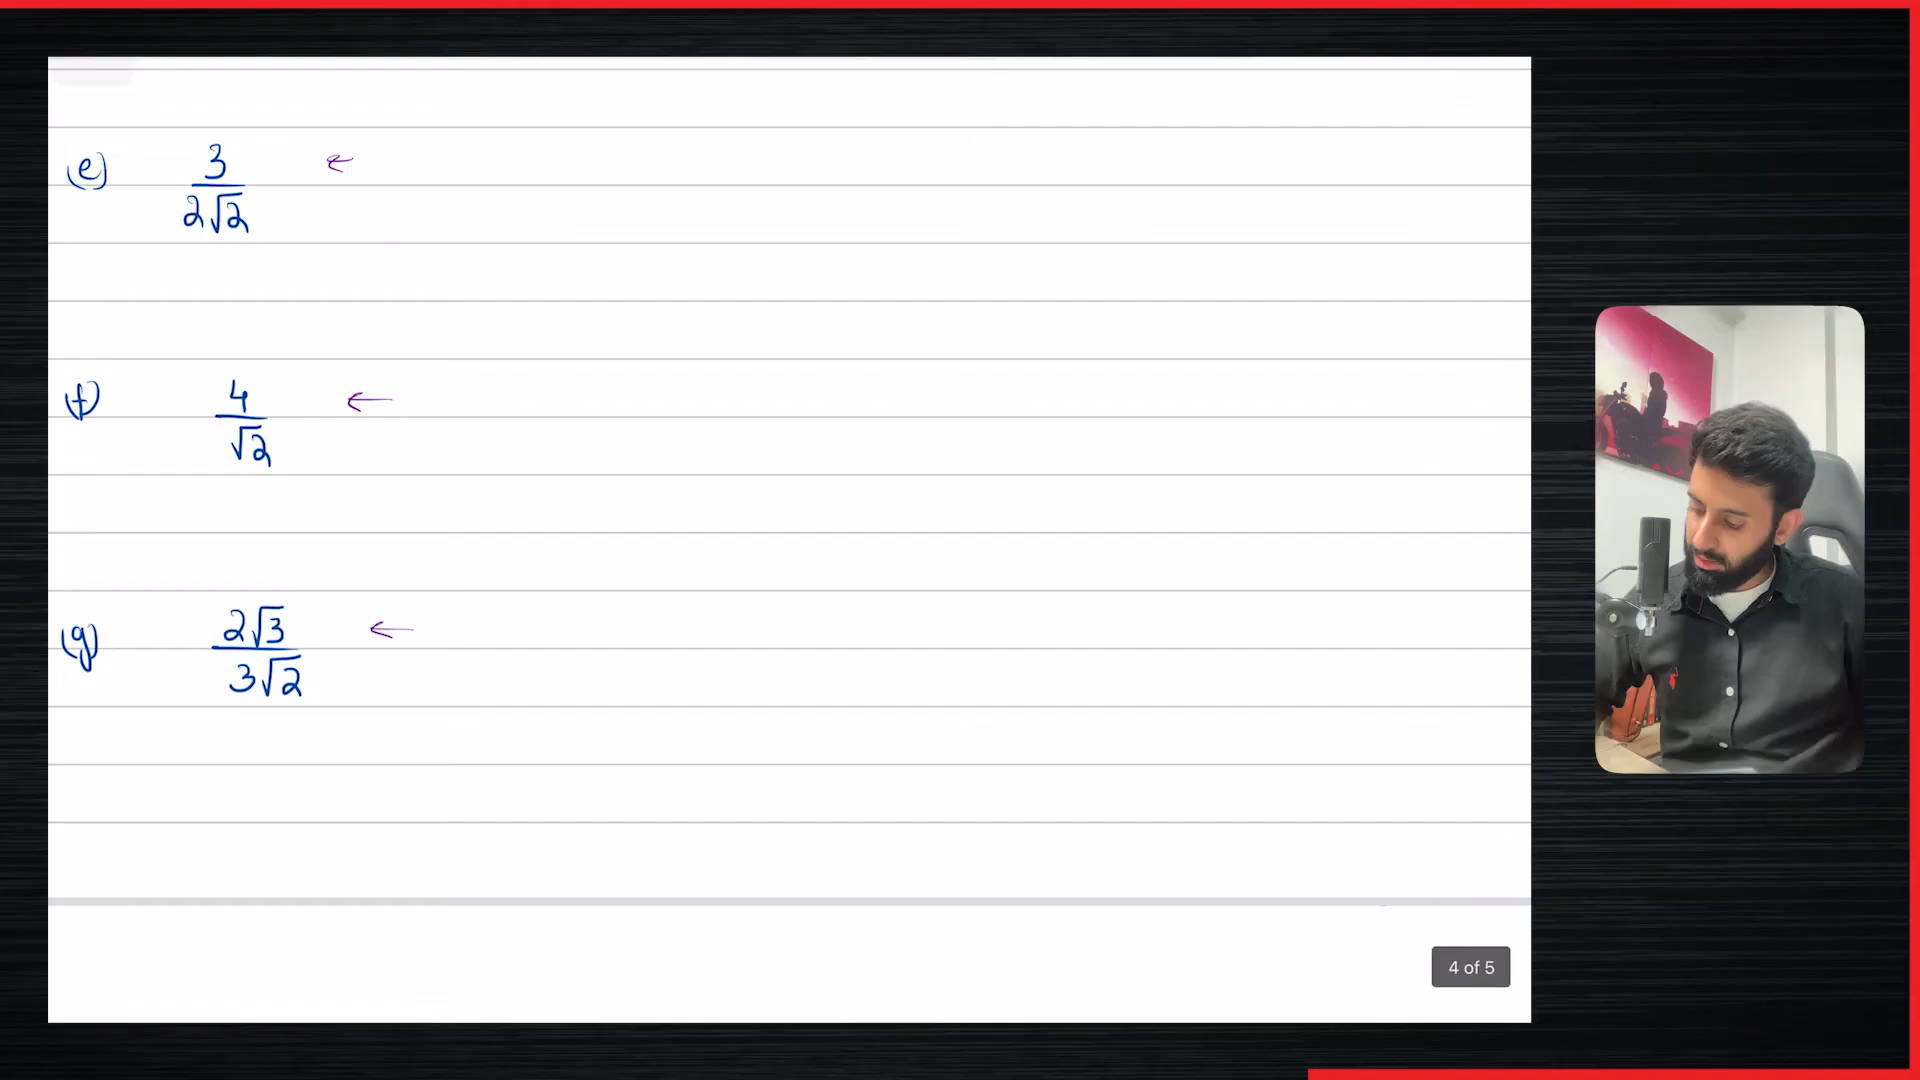 (e) 3 / 2√2 ←
(f) 4 / √2 ←
(g) 2√3 / 3√2 ←
4 of 5